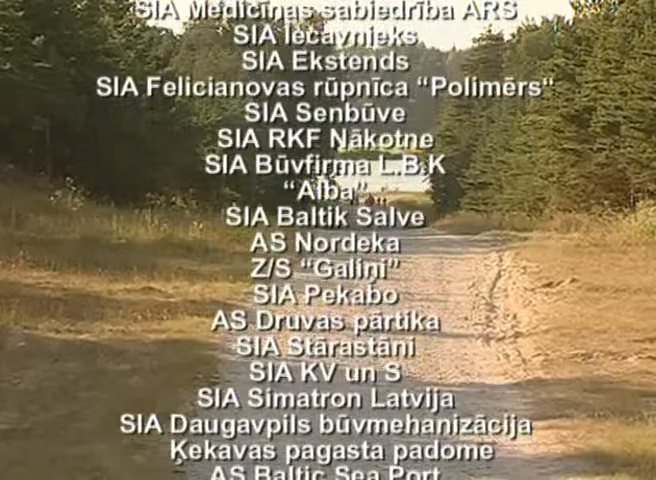 SIA Medicīnas sabiedrība ARS
SIA Iecavnieks
SIA Ekstends
SIA Felicianovas rūpnīca “Polimērs“
SIA Senbūve
SIA RKF Nākotne
SIA Būvfirma L.B.K
“Alba”
SIA Baltik Salve
AS Nordeka
Z/S “Galiņi”
SIA Pekabo
AS Druvas pārtika
SIA Stārastāni
SIA KV un S
SIA Simatron Latvija
SIA Daugavpils būvmehanizācija
Ķekavas pagasta padome
AS Baltic Sea Port